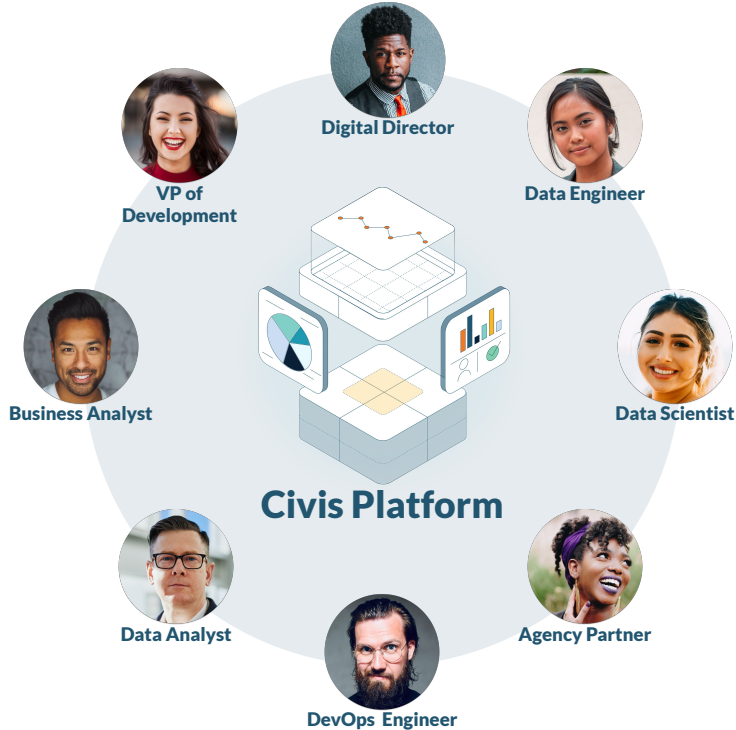 Digital Director
VP of
Development
Data Engineer
Business Analyst
Data Scientist
Civis Platform
Data Analyst
Agency Partner
DevOps Engineer